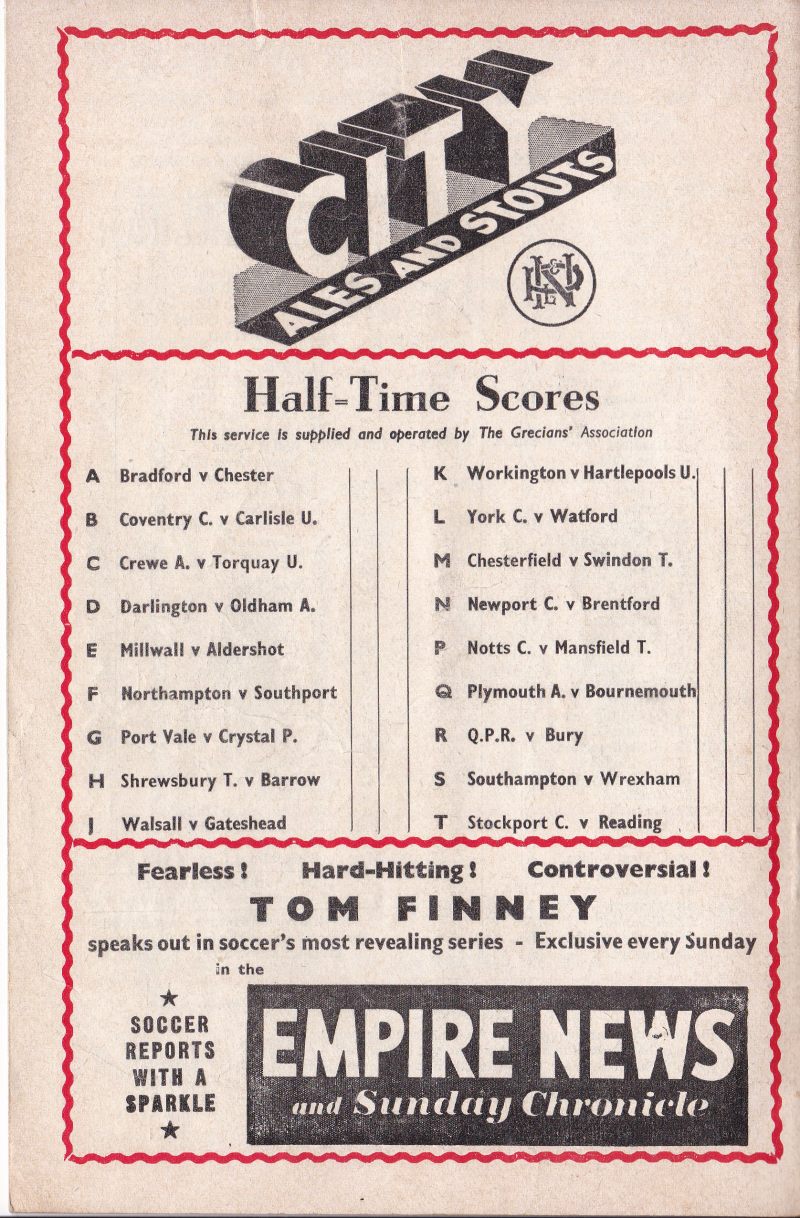 CITY
ALES AND STOUTS
Half-Time Scores
This service is supplied and operated by The Grecians' Association
A Bradford v Chester
B Coventry C. v Carlisle U.
C Crewe A. v Torquay U.
D Darlington v Oldham A.
E Millwall v Aldershot
F Northampton v Southport
G Port Vale v Crystal P.
H Shrewsbury T. v Barrow
J Walsall v Gateshead
K Workington v Hartlepools U.
L York C. v Watford
M Chesterfield v Swindon T.
N Newport C. v Brentford
P Notts C. v Mansfield T.
Q Plymouth A. v Bournemouth
R Q.P.R. v Bury
S Southampton v Wrexham
T Stockport C. v Reading
Fearless! Hard-Hitting! Controversial!
TOM FINNEY
speaks out in soccer's most revealing series - Exclusive every Sunday
in the
SOCCER
REPORTS
WITH A
SPARKLE
EMPIRE NEWS
and Sunday Chronicle